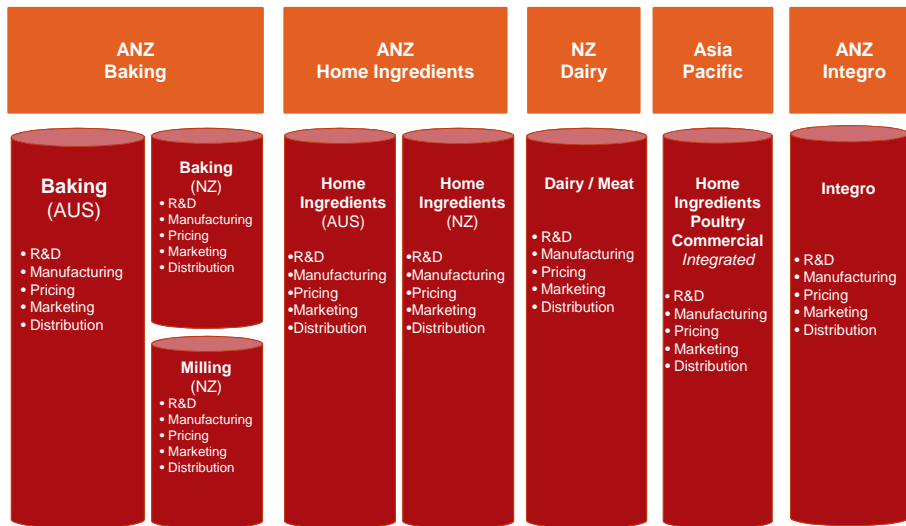 ANZ
Baking
ANZ
Home Ingredients
NZ
Dairy
Asia
Pacific
ANZ
Integro
Baking
(AUS)
• R&D
• Manufacturing
• Pricing
• Marketing
• Distribution
Baking
(NZ)
• R&D
• Manufacturing
• Pricing
• Marketing
• Distribution
Milling
(NZ)
• R&D
• Manufacturing
• Pricing
• Marketing
• Distribution
Home
Ingredients
(AUS)
•R&D
•Manufacturing
•Pricing
•Marketing
•Distribution
Home
Ingredients
(NZ)
•R&D
•Manufacturing
•Pricing
•Marketing
•Distribution
Dairy / Meat
• R&D
• Manufacturing
• Pricing
• Marketing
• Distribution
Home
Ingredients
Poultry
Commercial
Integrated
• R&D
• Manufacturing
• Pricing
• Marketing
• Distribution
Integro
• R&D
• Manufacturing
• Pricing
• Marketing
• Distribution